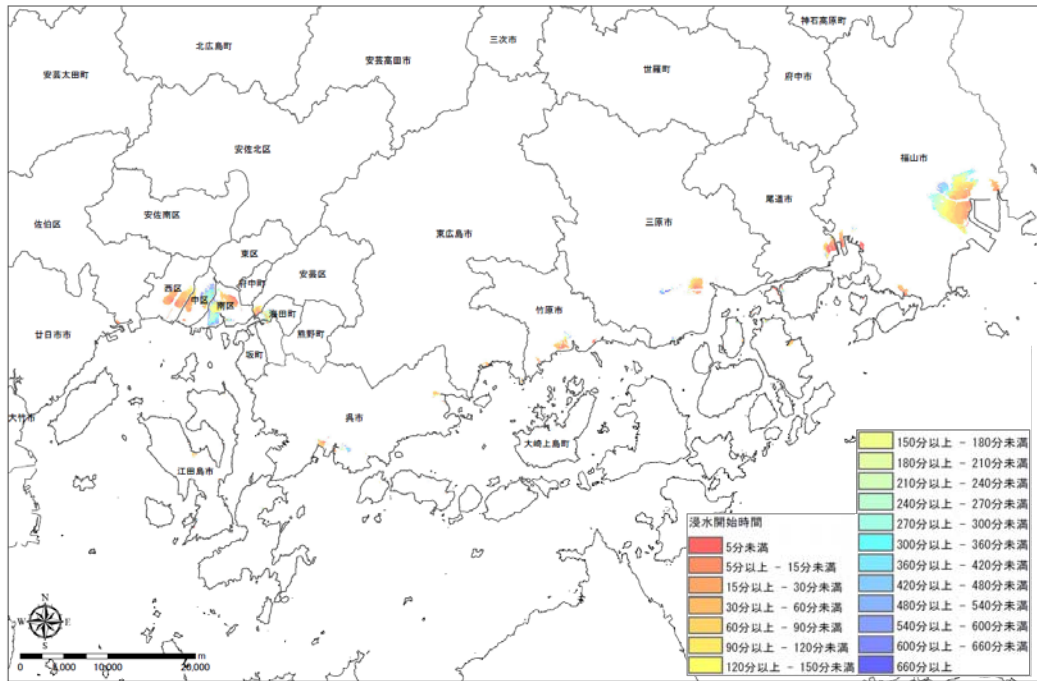 神石高原町
北広島町
三次市
安芸高田市
世羅町
府中市
安芸太田町
安佐北区
福山市
尾道市
安佐南区
佐伯区
三原市
東広島市
東区
安芸区
府中町
西区
中区
南区
海田町
竹原市
熊野町
廿日市市
坂町
大竹市
呉市
大崎上島町
江田島市
浸水開始時間
5分未満
5分以上 - 15分未満
15分以上 - 30分未満
30分以上 - 60分未満
60分以上 - 90分未満
90分以上 - 120分未満
120分以上 - 150分未満
150分以上 - 180分未満
180分以上 - 210分未満
210分以上 - 240分未満
240分以上 - 270分未満
270分以上 - 300分未満
300分以上 - 360分未満
360分以上 - 420分未満
420分以上 - 480分未満
480分以上 - 540分未満
540分以上 - 600分未満
600分以上 - 660分未満
660分以上
N
W E
S
0 5,000 10,000 20,000 m